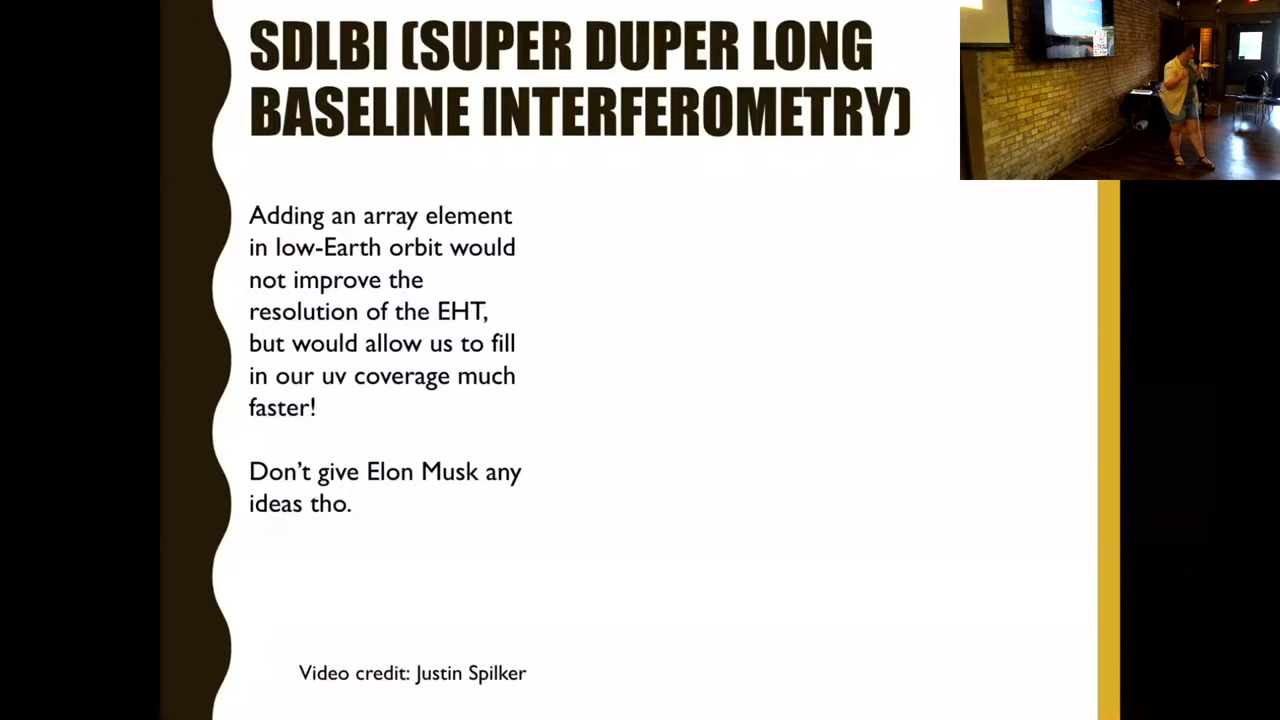 SDLBI (SUPER DUPER LONG
BASELINE INTERFEROMETRY)
Adding an array element
in low-Earth orbit would
not improve the
resolution of the EHT,
but would allow us to fill
in our uv coverage much
faster!
Don’t give Elon Musk any
ideas tho.
Video credit: Justin Spilker